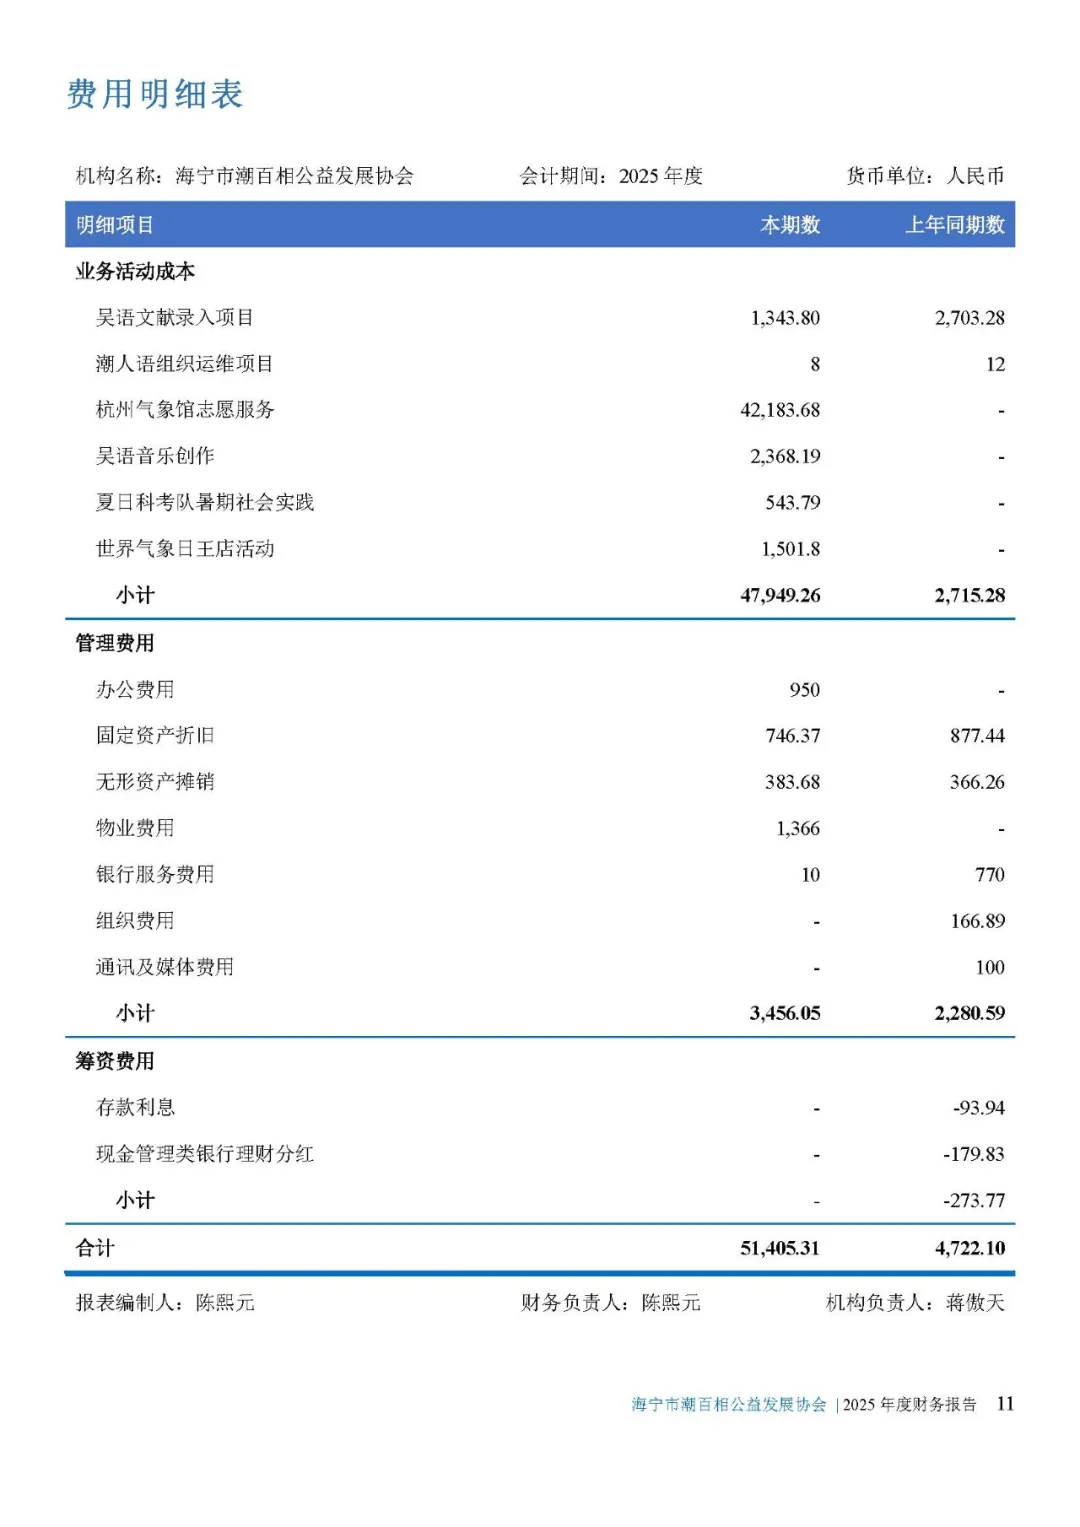 费用明细表
机构名称：海宁市潮百相公益发展协会 会计期间：2025 年度 货币单位：人民币
明细项目 本期数 上年同期数
业务活动成本
吴语文献录入项目 1,343.80 2,703.28
潮人语组织运维项目 8 12
杭州气象馆志愿服务 42,183.68 -
吴语音乐创作 2,368.19 -
夏日科考队暑期社会实践 543.79 -
世界气象日王店活动 1,501.8 -
小计 47,949.26 2,715.28
管理费用
办公费用 950 -
固定资产折旧 746.37 877.44
无形资产摊销 383.68 366.26
物业费用 1,366 -
银行服务费用 10 770
组织费用 - 166.89
通讯及媒体费用 - 100
小计 3,456.05 2,280.59
筹资费用
存款利息 - -93.94
现金管理类银行理财分红 - -179.83
小计 - -273.77
合计 51,405.31 4,722.10
报表编制人：陈熙元 财务负责人：陈熙元 机构负责人：蒋傲天
海宁市潮百相公益发展协会 | 2025 年度财务报告 11